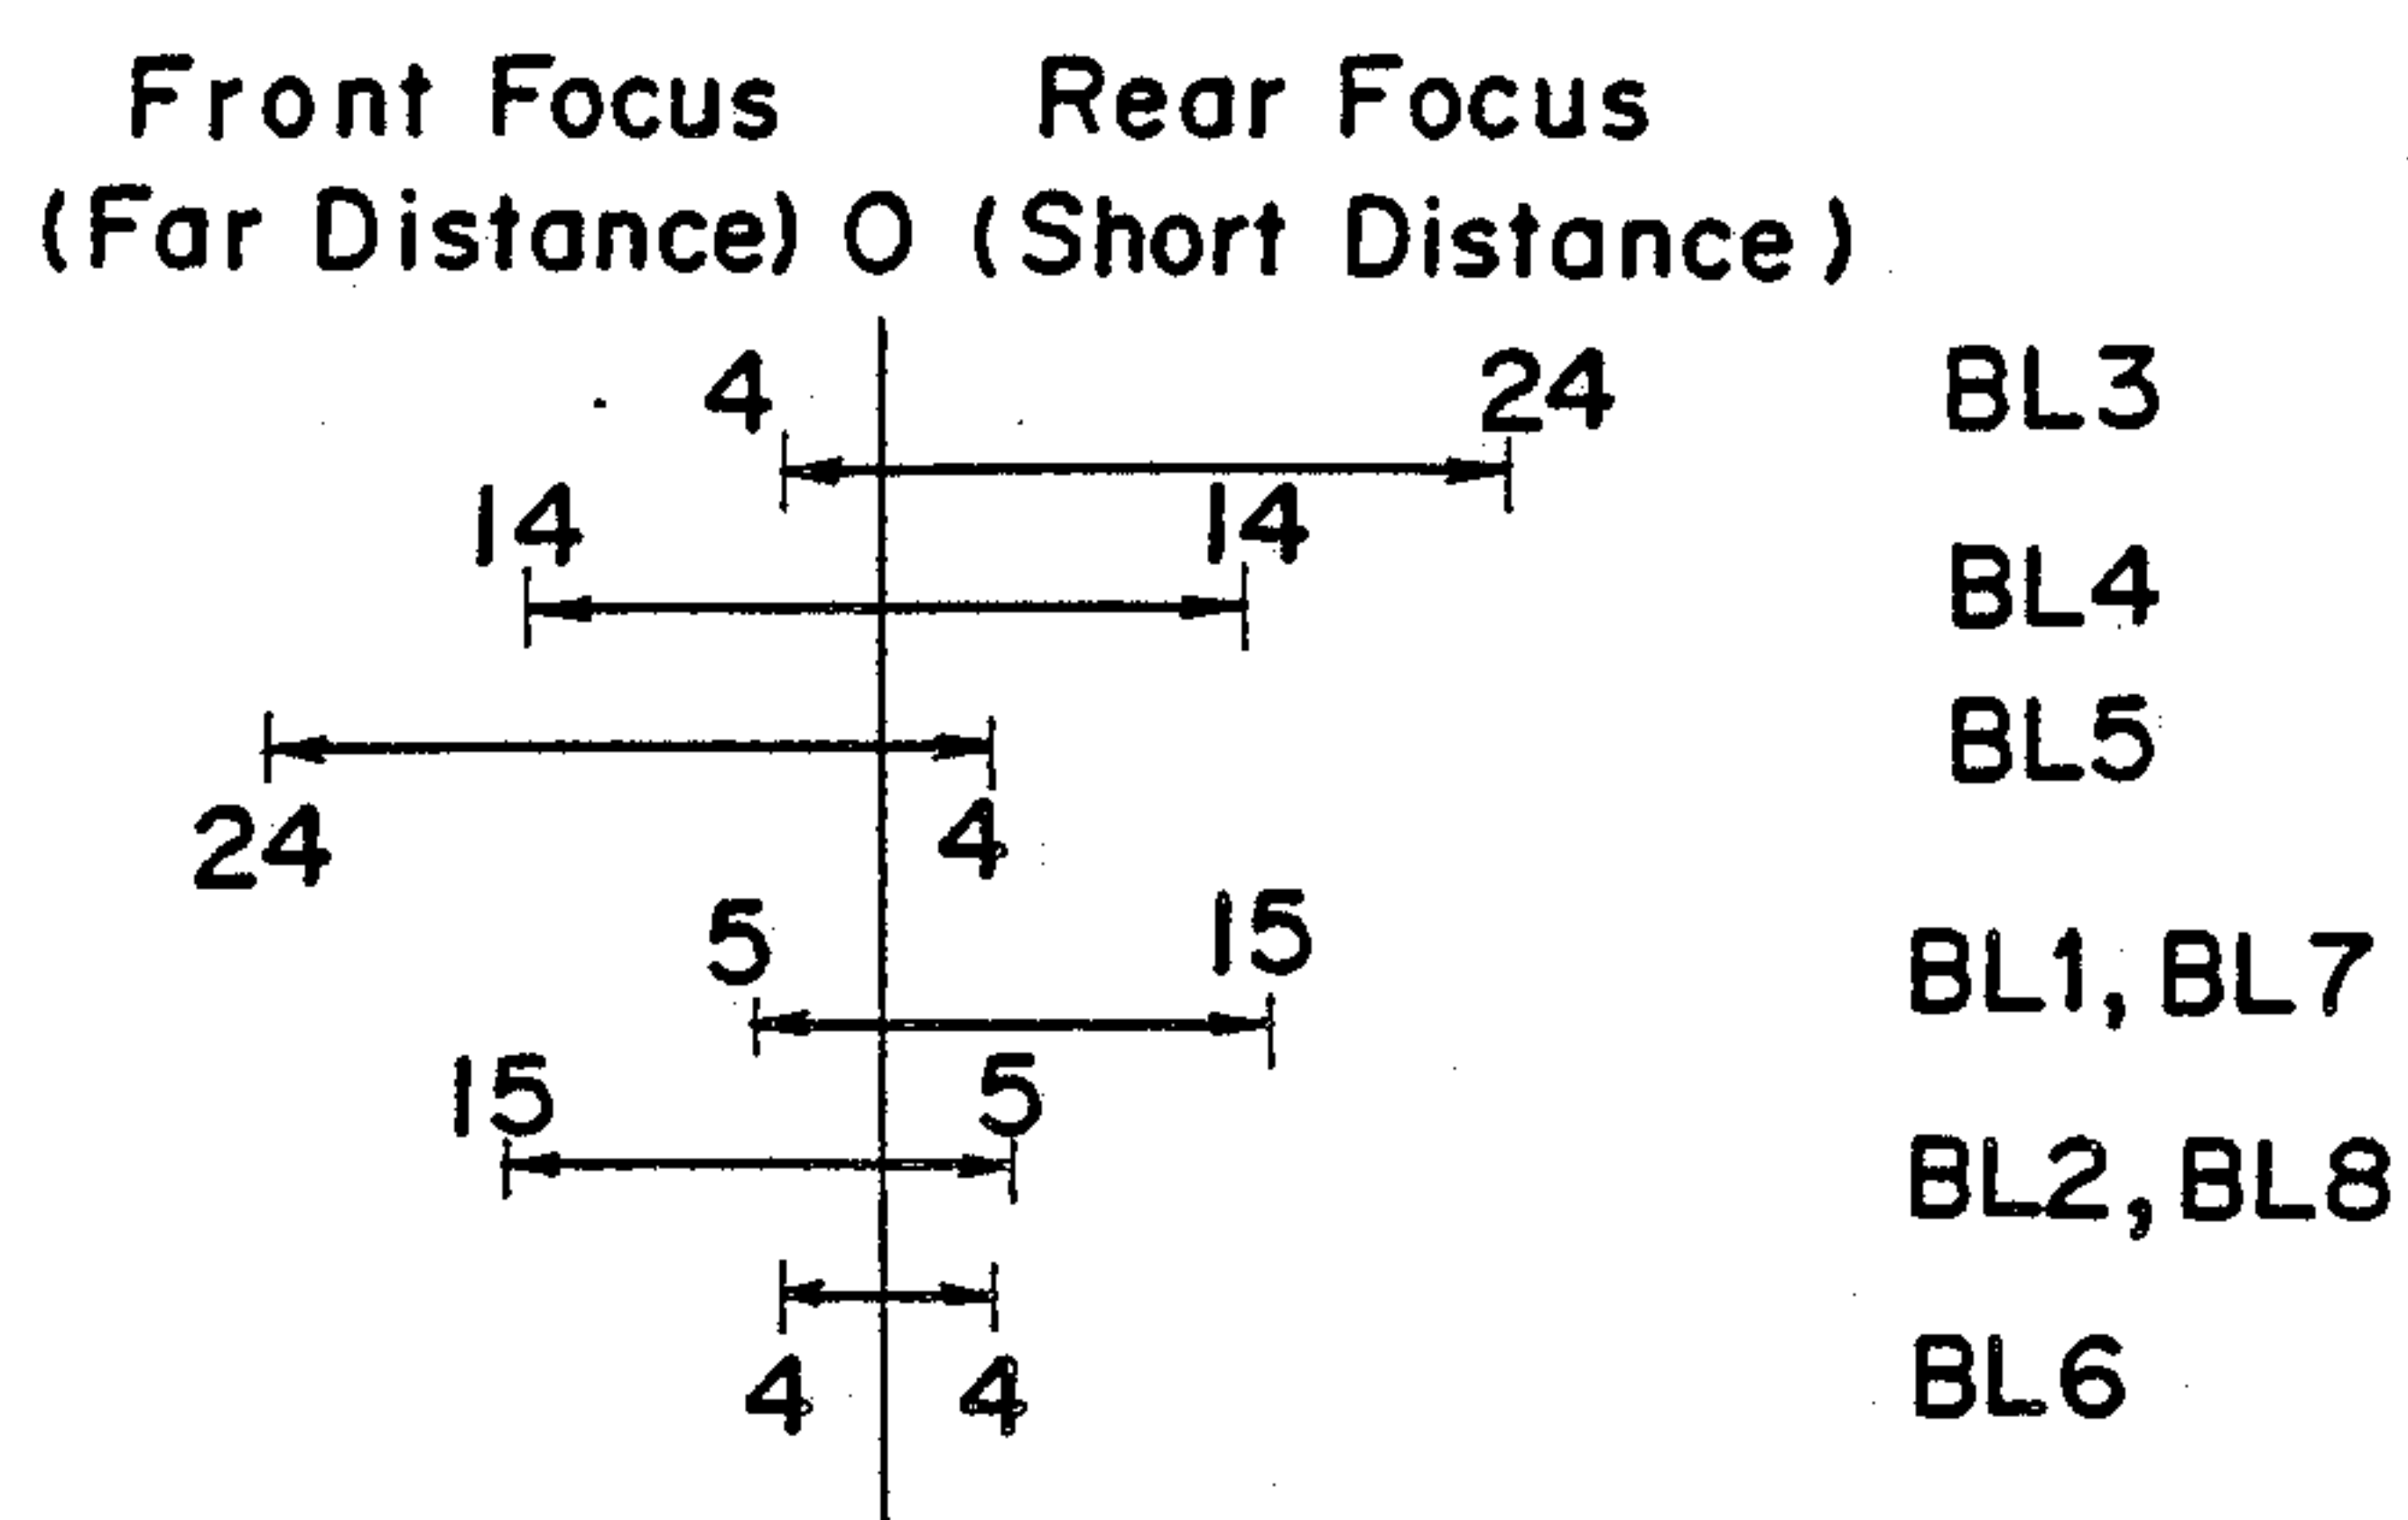 Front Focus Rear Focus
(Far Distance) O (Short Distance)
4 24 BL3
14 14 BL4
BL5
24 4
5 15 BL1, BL7
15 5 BL2, BL8
4 4 BL6